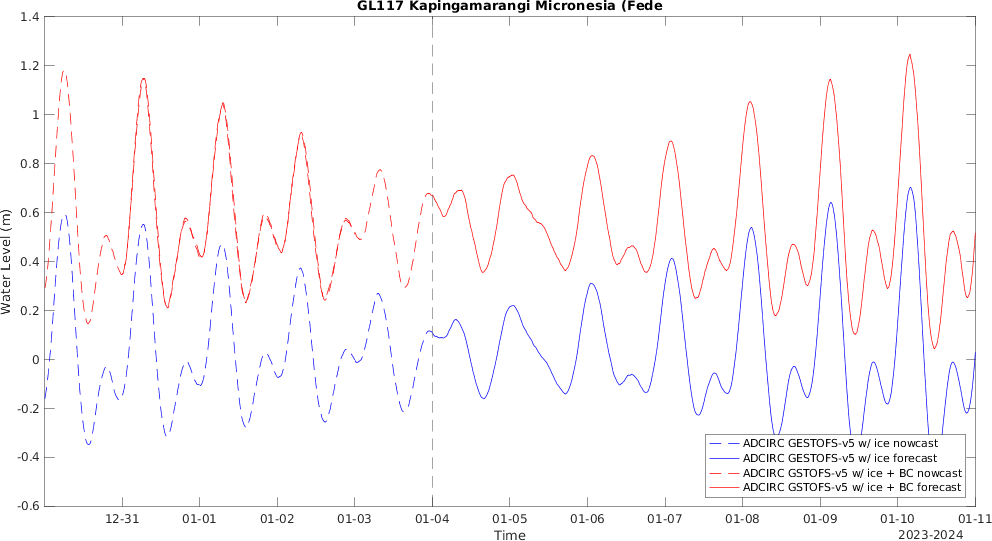 GL117 Kapingamarangi Micronesia (Fede
1.4
1.2
1
0.8
0.6
0.4
0.2
0
-0.2
-0.4
-0.6
Water Level (m)
12-31 01-01 01-02 01-03 01-04 01-05 01-06 01-07 01-08 01-09 01-10 01-11
Time
2023-2024
ADCIRC GESTOFS-v5 w/ ice nowcast
ADCIRC GESTOFS-v5 w/ ice forecast
ADCIRC GSTOFS-v5 w/ ice + BC nowcast
ADCIRC GSTOFS-v5 w/ ice + BC forecast